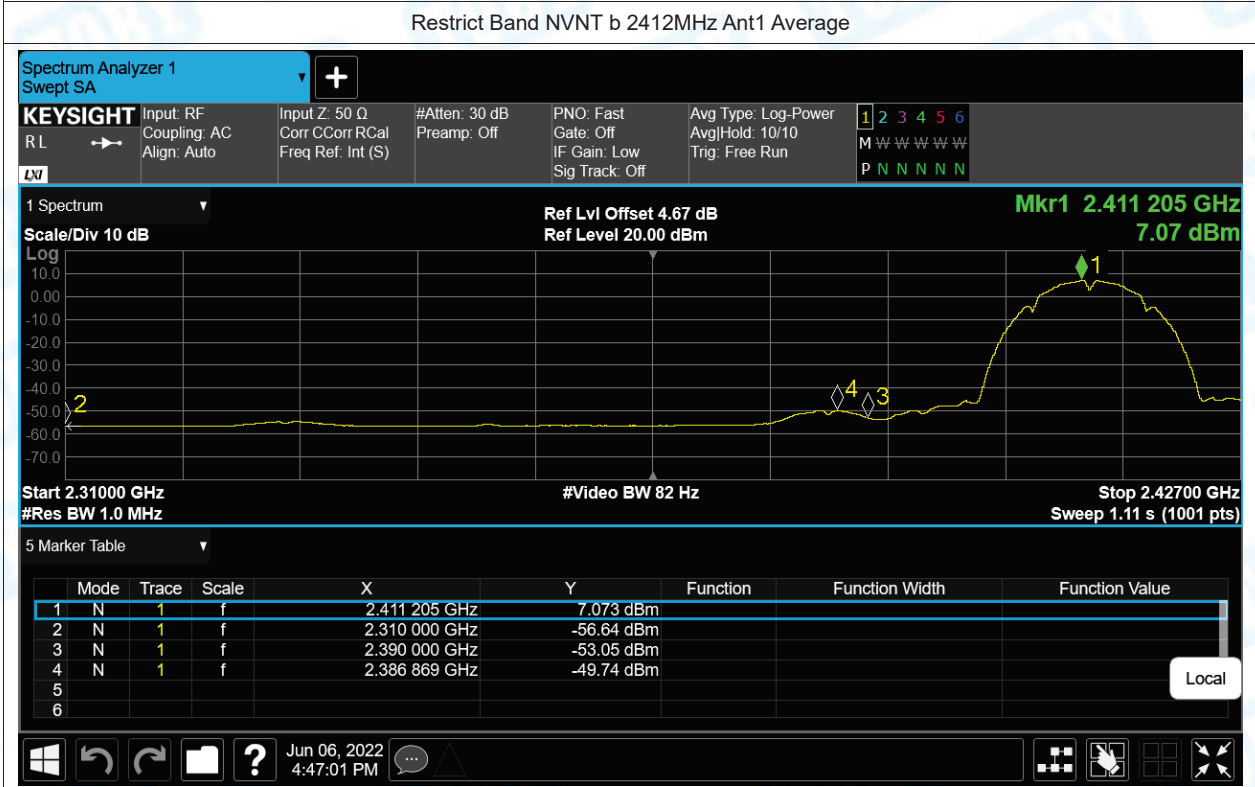 Restrict Band NVNT b 2412MHz Ant1 Average
Spectrum Analyzer 1
Swept SA
KEYSIGHT
R L
LXI
Input: RF
Coupling: AC
Align: Auto
Input Z: 50 Ω
Corr CCorr RCal
Freq Ref: Int (S)
#Atten: 30 dB
Preamp: Off
PNO: Fast
Gate: Off
IF Gain: Low
Sig Track: Off
Avg Type: Log-Power
Avg|Hold: 10/10
Trig: Free Run
1 2 3 4 5 6
M W W W W W
P N N N N N
1 Spectrum
Scale/Div 10 dB
Ref Lvl Offset 4.67 dB
Ref Level 20.00 dBm
Mkr1 2.411 205 GHz
7.07 dBm
Log
10.0
0.00
-10.0
-20.0
-30.0
-40.0
-50.0
-60.0
-70.0
1
2
4
3
Start 2.31000 GHz
#Res BW 1.0 MHz
#Video BW 82 Hz
Stop 2.42700 GHz
Sweep 1.11 s (1001 pts)
5 Marker Table
Mode Trace Scale X Y Function Function Width Function Value
1 N 1 f 2.411 205 GHz 7.073 dBm
2 N 1 f 2.310 000 GHz -56.64 dBm
3 N 1 f 2.390 000 GHz -53.05 dBm
4 N 1 f 2.386 869 GHz -49.74 dBm
5
6
Local
?
Jun 06, 2022
4:47:01 PM